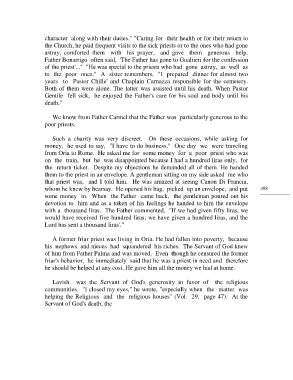 character along with their duties." "Caring for their health or for their return to
the Church, he paid frequent visits to the sick priests or to the ones who had gone
astray, comforted them with his prayer, and gave them generous help.
Father Bonarrigo often said. The Father has gone to Gualtieri for the confession
of the priest'..." "He was special to the priests who had gone astray, as well as
to the poor ones." A sister remembers, "I prepared dinner for almost two
years to Pastor Chillo' and Chaplain Carnazza responsible for the cemetery.
Both of them were alone. The latter was assisted until his death. When Pastor
Gentile fell sick, he enjoyed the Father's care for his soul and body until his
death."
We know from Father Carmel that the Father was particularly generous to the
poor priests.
Such a charity was very discreet. On these occasions, while asking for
money, he used to say, "I have to do business." One day we were traveling
from Oria to Rome. He asked me for some money for a poor priest who was
on the train, but he was disappointed because I had a hundred liras only, for
the return ticket. Despite my objections he demanded all of them. He handed
them to the priest in an envelope. A gentleman sitting on my side asked me who
that priest was, and I told him. He was amazed at seeing Canon Di Francia,
whom he knew by hearsay. He opened his bag, picked up an envelope, and put
some money in. When the Father came back, the gentleman poured out his
devotion to him and as a token of his feelings he handed to him the envelope
with a thousand liras. The Father commented, "If we had given fifty liras, we
would have received five hundred liras; we have given a hundred liras, and the
Lord has sent a thousand liras'."
A former friar priest was living in Oria. He had fallen into poverty, because
his nephews and nieces had squandered his riches. The Servant of God knew
of him from Father Palma and was moved. Even though he censured the former
friar's behavior, he immediately said that he was a priest in need and therefore
he should be helped at any cost. He gave him all the money we had at home.
Lavish was the Servant of God's generosity in favor of the religious
communities. "I closed my eyes," he wrote, "especially when the matter was
helping the Religious and the religious houses" (Vol. 29, page 47). At the
Servant of God's death, the